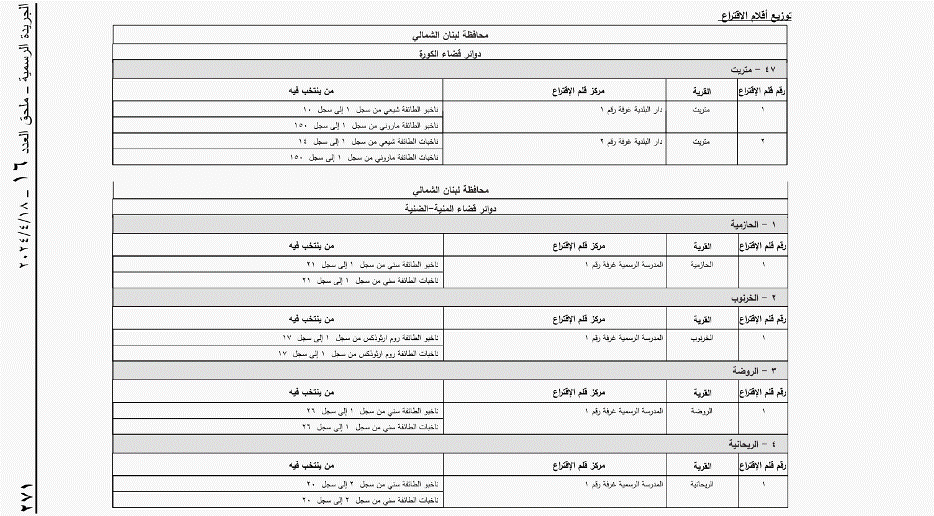 الجريدة الرسمية - ملحق العدد ١٦ - ٢٠٢٤/٤/١٨
٢٧١
توزيع أقلام الاقتراع
محافظة لبنان الشمالي
دوائر قضاء الكورة
٤٧ - متريت
رقم قلم الإقتراع القرية مركز قلم الإقتراع من ينتخب فيه
١ متريت دار البلدية غرفة رقم ١ ناخبو الطائفة شيعي من سجل ١ إلى سجل ١٠
ناخبو الطائفة ماروني من سجل ١ إلى سجل ١٥٠
٢ متريت دار البلدية غرفة رقم ٢ ناخبات الطائفة شيعي من سجل ١ إلى سجل ١٤
ناخبات الطائفة ماروني من سجل ١ إلى سجل ١٥٠
محافظة لبنان الشمالي
دوائر قضاء المنية-الضنية
١ - الحازمية
رقم قلم الإقتراع القرية مركز قلم الإقتراع من ينتخب فيه
١ الحازمية المدرسة الرسمية غرفة رقم ١ ناخبو الطائفة سني من سجل ١ إلى سجل ٢١
ناخبات الطائفة سني من سجل ١ إلى سجل ٢١
٢ - الخرنوب
رقم قلم الإقتراع القرية مركز قلم الإقتراع من ينتخب فيه
١ الخرنوب المدرسة الرسمية غرفة رقم ١ ناخبو الطائفة روم ارثوذكس من سجل ١ إلى سجل ١٧
ناخبات الطائفة روم ارثوذكس من سجل ١ إلى سجل ١٧
٣ - الروضة
رقم قلم الإقتراع القرية مركز قلم الإقتراع من ينتخب فيه
١ الروضة المدرسة الرسمية غرفة رقم ١ ناخبو الطائفة سني من سجل ١ إلى سجل ٢٦
ناخبات الطائفة سني من سجل ١ إلى سجل ٢٦
٤ - الريحانية
رقم قلم الإقتراع القرية مركز قلم الإقتراع من ينتخب فيه
١ الريحانية المدرسة الرسمية غرفة رقم ١ ناخبو الطائفة سني من سجل ٢ إلى سجل ٢٠
ناخبات الطائفة سني من سجل ٢ إلى سجل ٢٠